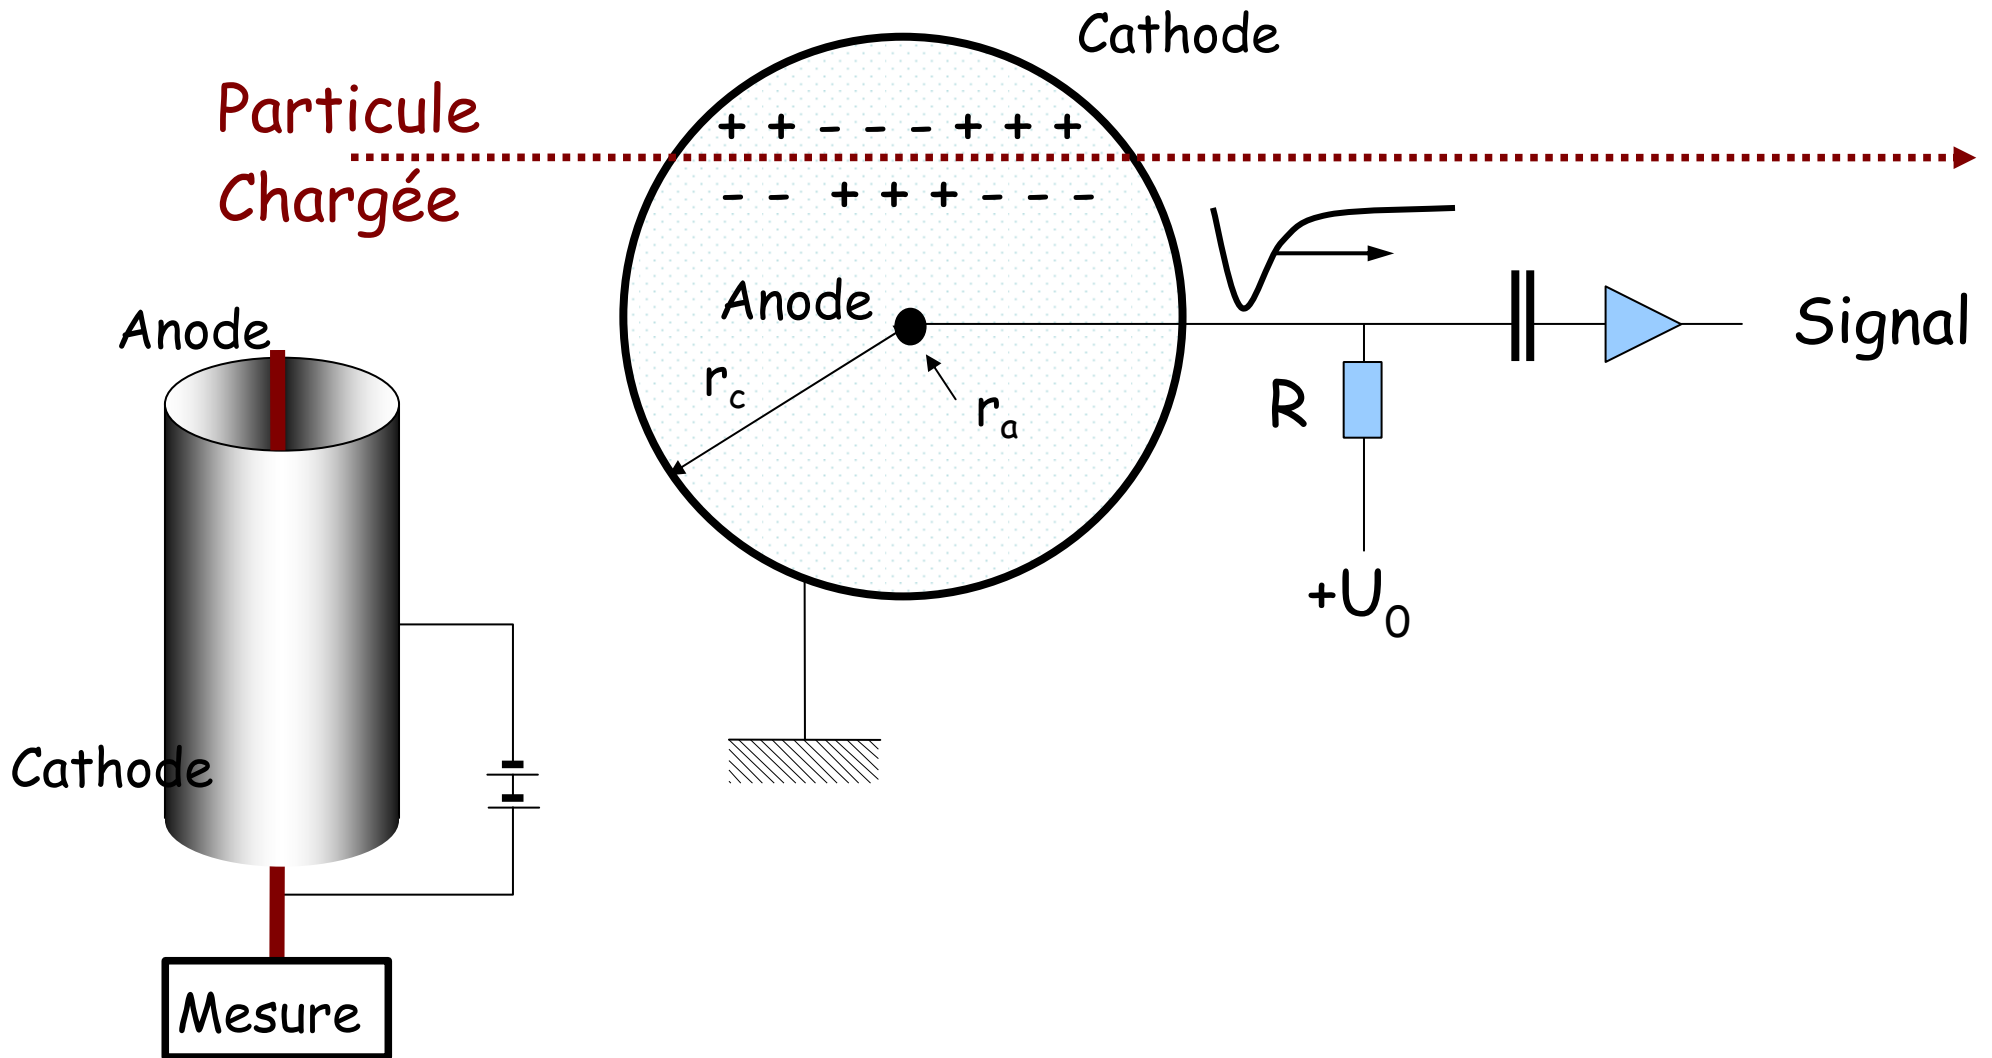 Cathode
Particule
Chargée
+ + - - - + + +
- - + + + - - -
Anode
r_c
r_a
R
Signal
+U_0
Anode
Cathode
Mesure